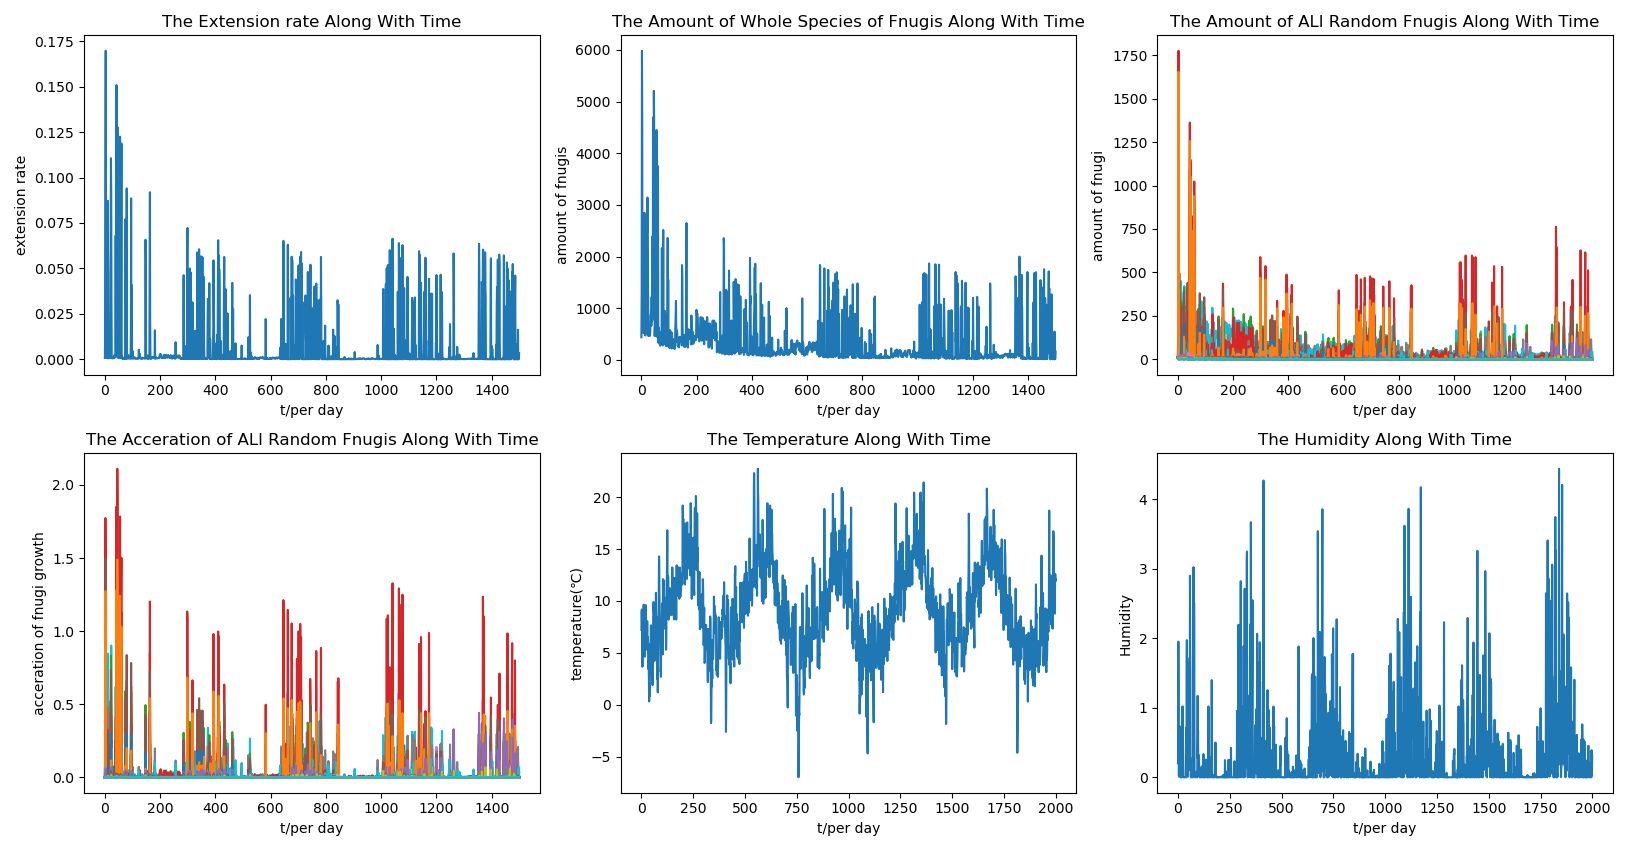 The Extension rate Along With Time
extension rate
0.175
0.150
0.125
0.100
0.075
0.050
0.025
0.000
0 200 400 600 800 1000 1200 1400
t/per day
The Amount of Whole Species of Fnugis Along With Time
amount of fnugis
6000
5000
4000
3000
2000
1000
0
0 200 400 600 800 1000 1200 1400
t/per day
The Amount of ALl Random Fnugis Along With Time
amount of fnugi
1750
1500
1250
1000
750
500
250
0
0 200 400 600 800 1000 1200 1400
t/per day
The Acceration of ALl Random Fnugis Along With Time
acceration of fnugi growth
2.0
1.5
1.0
0.5
0.0
0 200 400 600 800 1000 1200 1400
t/per day
The Temperature Along With Time
temperature(℃)
20
15
10
5
0
−5
0 250 500 750 1000 1250 1500 1750 2000
t/per day
The Humidity Along With Time
Humidity
4
3
2
1
0
0 250 500 750 1000 1250 1500 1750 2000
t/per day